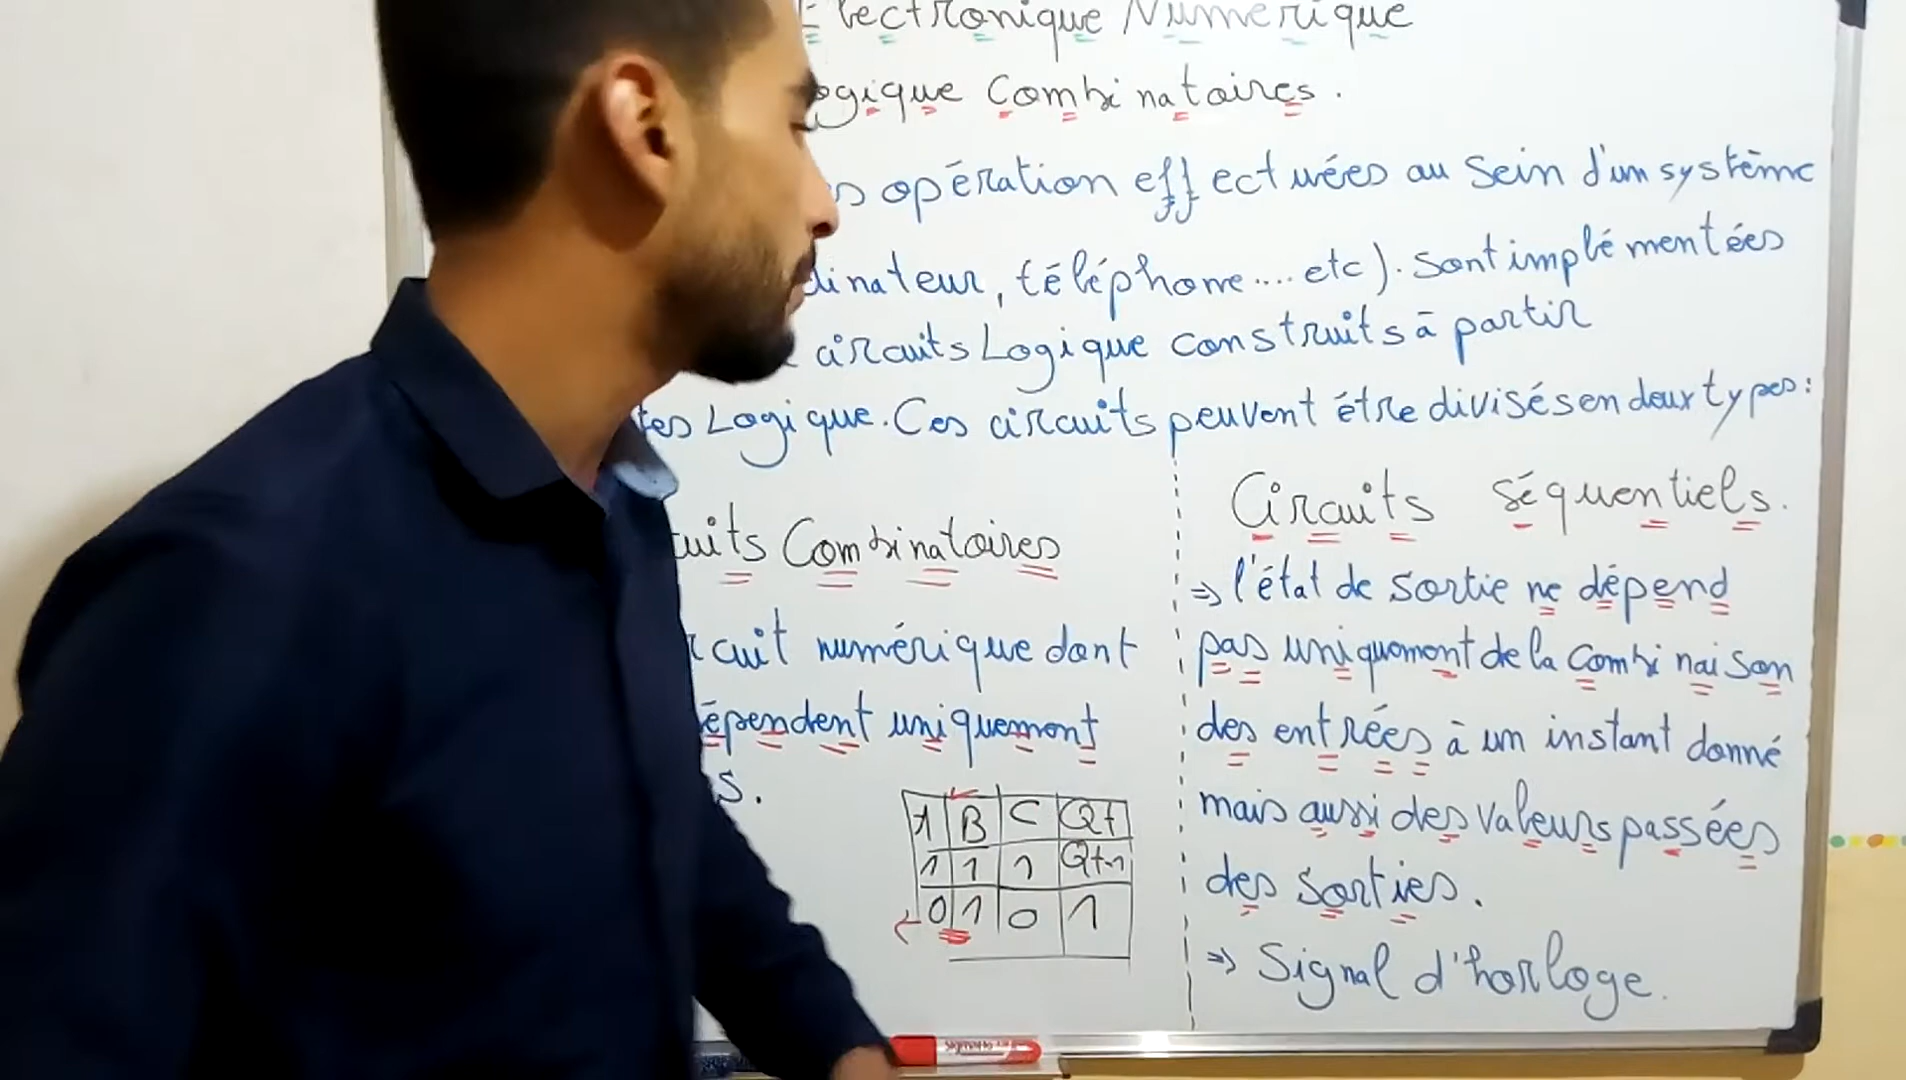 Electronique Numérique
ogique Combinatoires.
opération effectuées au sein d'un système
dinateur, téléphone....etc). Sont implémentées
circuits Logique construits à partir
tes Logique. Ces circuits peuvent être divisés en deux types:
uits Combinatoires
cuit numérique dont
épendent uniquement
s.
A B C Qt
1 1 1 Qt-1
0 1 0 1
Circuits séquentiels.
⇒ l'état de sortie ne dépend
pas uniquement de la Combinaison
des entrées à un instant donné
mais aussi des valeurs passées
des sorties.
⇒ Signal d'horloge.